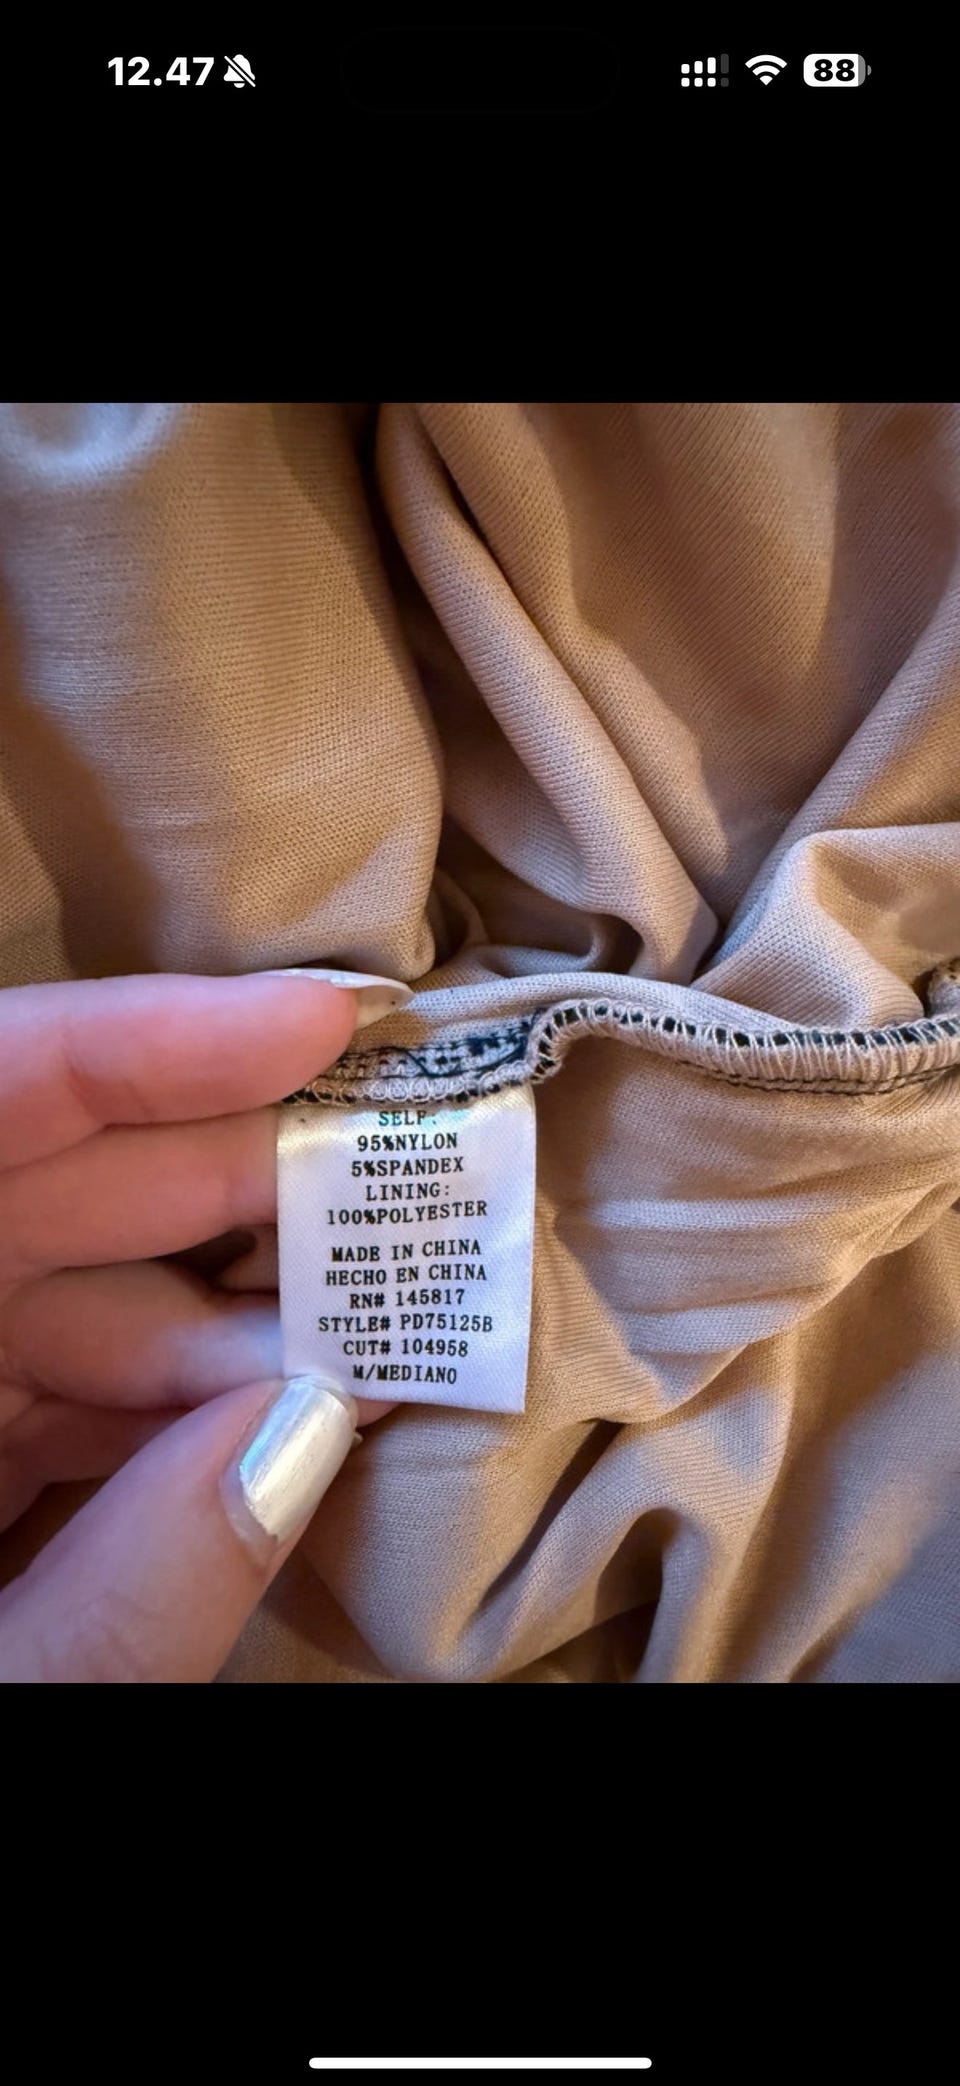 12.47
88
SELF:
95%NYLON
5%SPANDEX
LINING:
100%POLYESTER
MADE IN CHINA
HECHO EN CHINA
RN# 145817
STYLE# PD75125B
CUT# 104958
M/MEDIANO